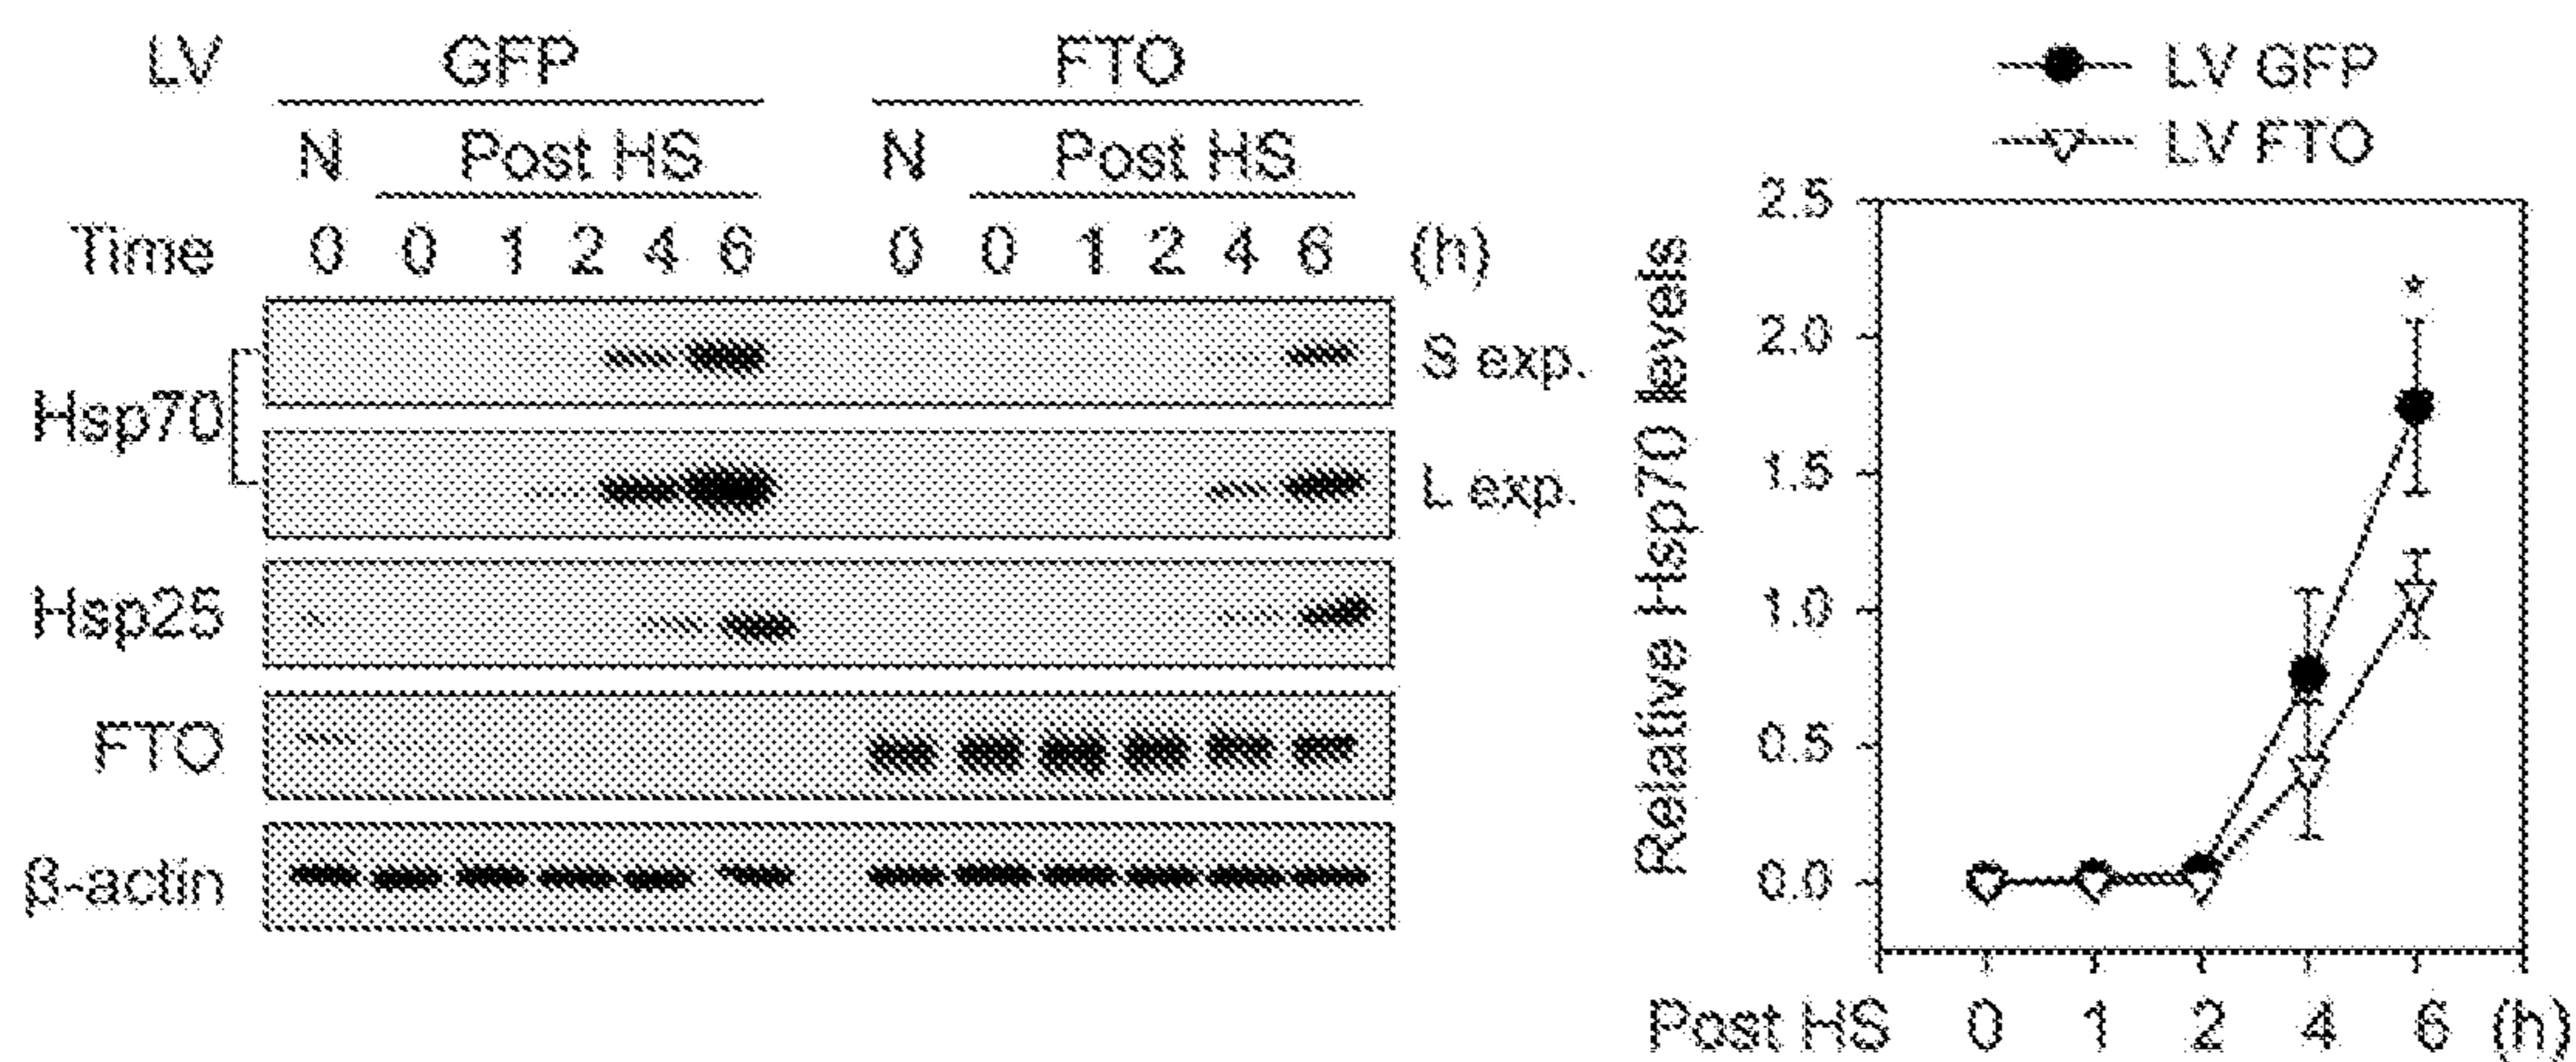 LV GFP FTO
N Post HS N Post HS
Time 0 0 1 2 4 6 0 0 1 2 4 6 (h)
Hsp70
S exp.
L exp.
Hsp25
FTO
β-actin
LV GFP
LV FTO
Relative Hsp70 levels
2.5
*
2.0
1.5
1.0
0.5
0.0
Post HS 0 1 2 4 6 (h)